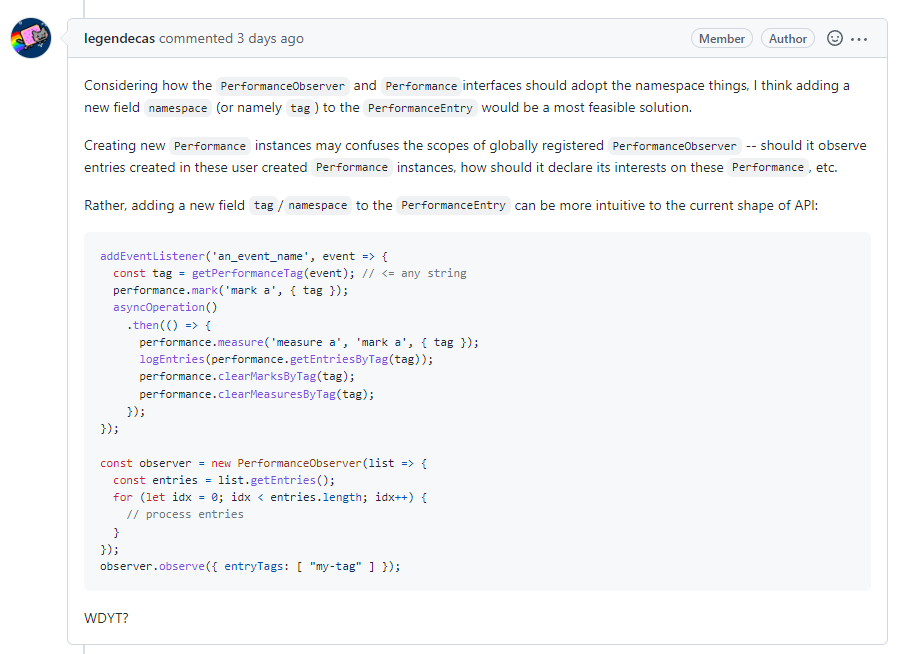 legendecas commented 3 days ago Member Author
Considering how the PerformanceObserver and Performance interfaces should adopt the namespace things, I think adding a
new field namespace (or namely tag ) to the PerformanceEntry would be a most feasible solution.
Creating new Performance instances may confuses the scopes of globally registered PerformanceObserver -- should it observe
entries created in these user created Performance instances, how should it declare its interests on these Performance , etc.
Rather, adding a new field tag / namespace to the PerformanceEntry can be more intuitive to the current shape of API:
addEventListener('an_event_name', event => {
  const tag = getPerformanceTag(event); // <= any string
  performance.mark('mark a', { tag });
  asyncOperation()
    .then(() => {
      performance.measure('measure a', 'mark a', { tag });
      logEntries(performance.getEntriesByTag(tag));
      performance.clearMarksByTag(tag);
      performance.clearMeasuresByTag(tag);
    });
});
const observer = new PerformanceObserver(list => {
  const entries = list.getEntries();
  for (let idx = 0; idx < entries.length; idx++) {
    // process entries
  }
});
observer.observe({ entryTags: [ "my-tag" ] });
WDYT?